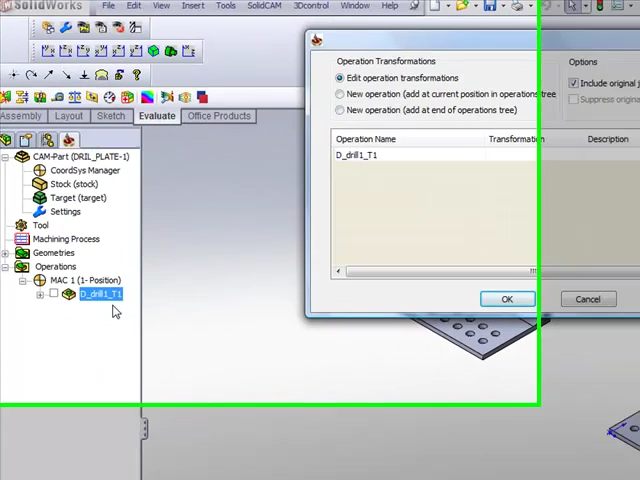 SolidWorks File Edit View Insert Tools SolidCAM 3Dcontrol Window Help
Assembly Layout Sketch Evaluate Office Products
CAM-Part (DRIL_PLATE-1)
CoordSys Manager
Stock (stock)
Target (target)
Settings
Tool
Machining Process
Geometries
Operations
MAC 1 (1- Position)
D_drill1_T1
Operation Transformations
Edit operation transformations
New operation (add at current position in operations tree
New operation (add at end of operations tree)
Options
Include original j
Suppress origina
Operation Name Transformation Description
D_drill1_T1
OK Cancel